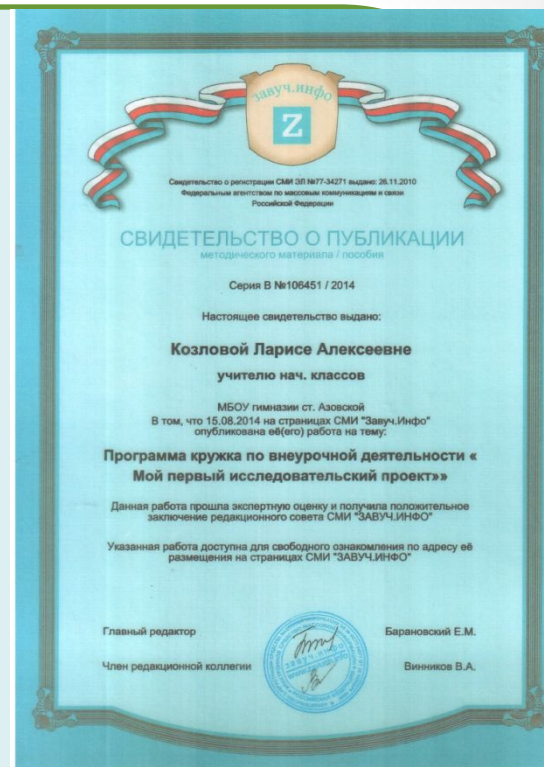 завуч.инфо
Z
Свидетельство о регистрации СМИ ЭЛ №77-34271 выдано: 26.11.2010
Федеральным агентством по массовым коммуникациям и связи
Российской Федерации
СВИДЕТЕЛЬСТВО О ПУБЛИКАЦИИ
методического материала / пособия
Серия В №106451 / 2014
Настоящее свидетельство выдано:
Козловой Ларисе Алексеевне
учителю нач. классов
МБОУ гимназии ст. Азовской
В том, что 15.08.2014 на страницах СМИ "Завуч.Инфо"
опубликована её(его) работа на тему:
Программа кружка по внеурочной деятельности «
Мой первый исследовательский проект»»
Данная работа прошла экспертную оценку и получила положительное
заключение редакционного совета СМИ "ЗАВУЧ.ИНФО"
Указанная работа доступна для свободного ознакомления по адресу её
размещения на страницах СМИ "ЗАВУЧ.ИНФО"
Главный редактор
Барановский Е.М.
Член редакционной коллегии
Винников В.А.